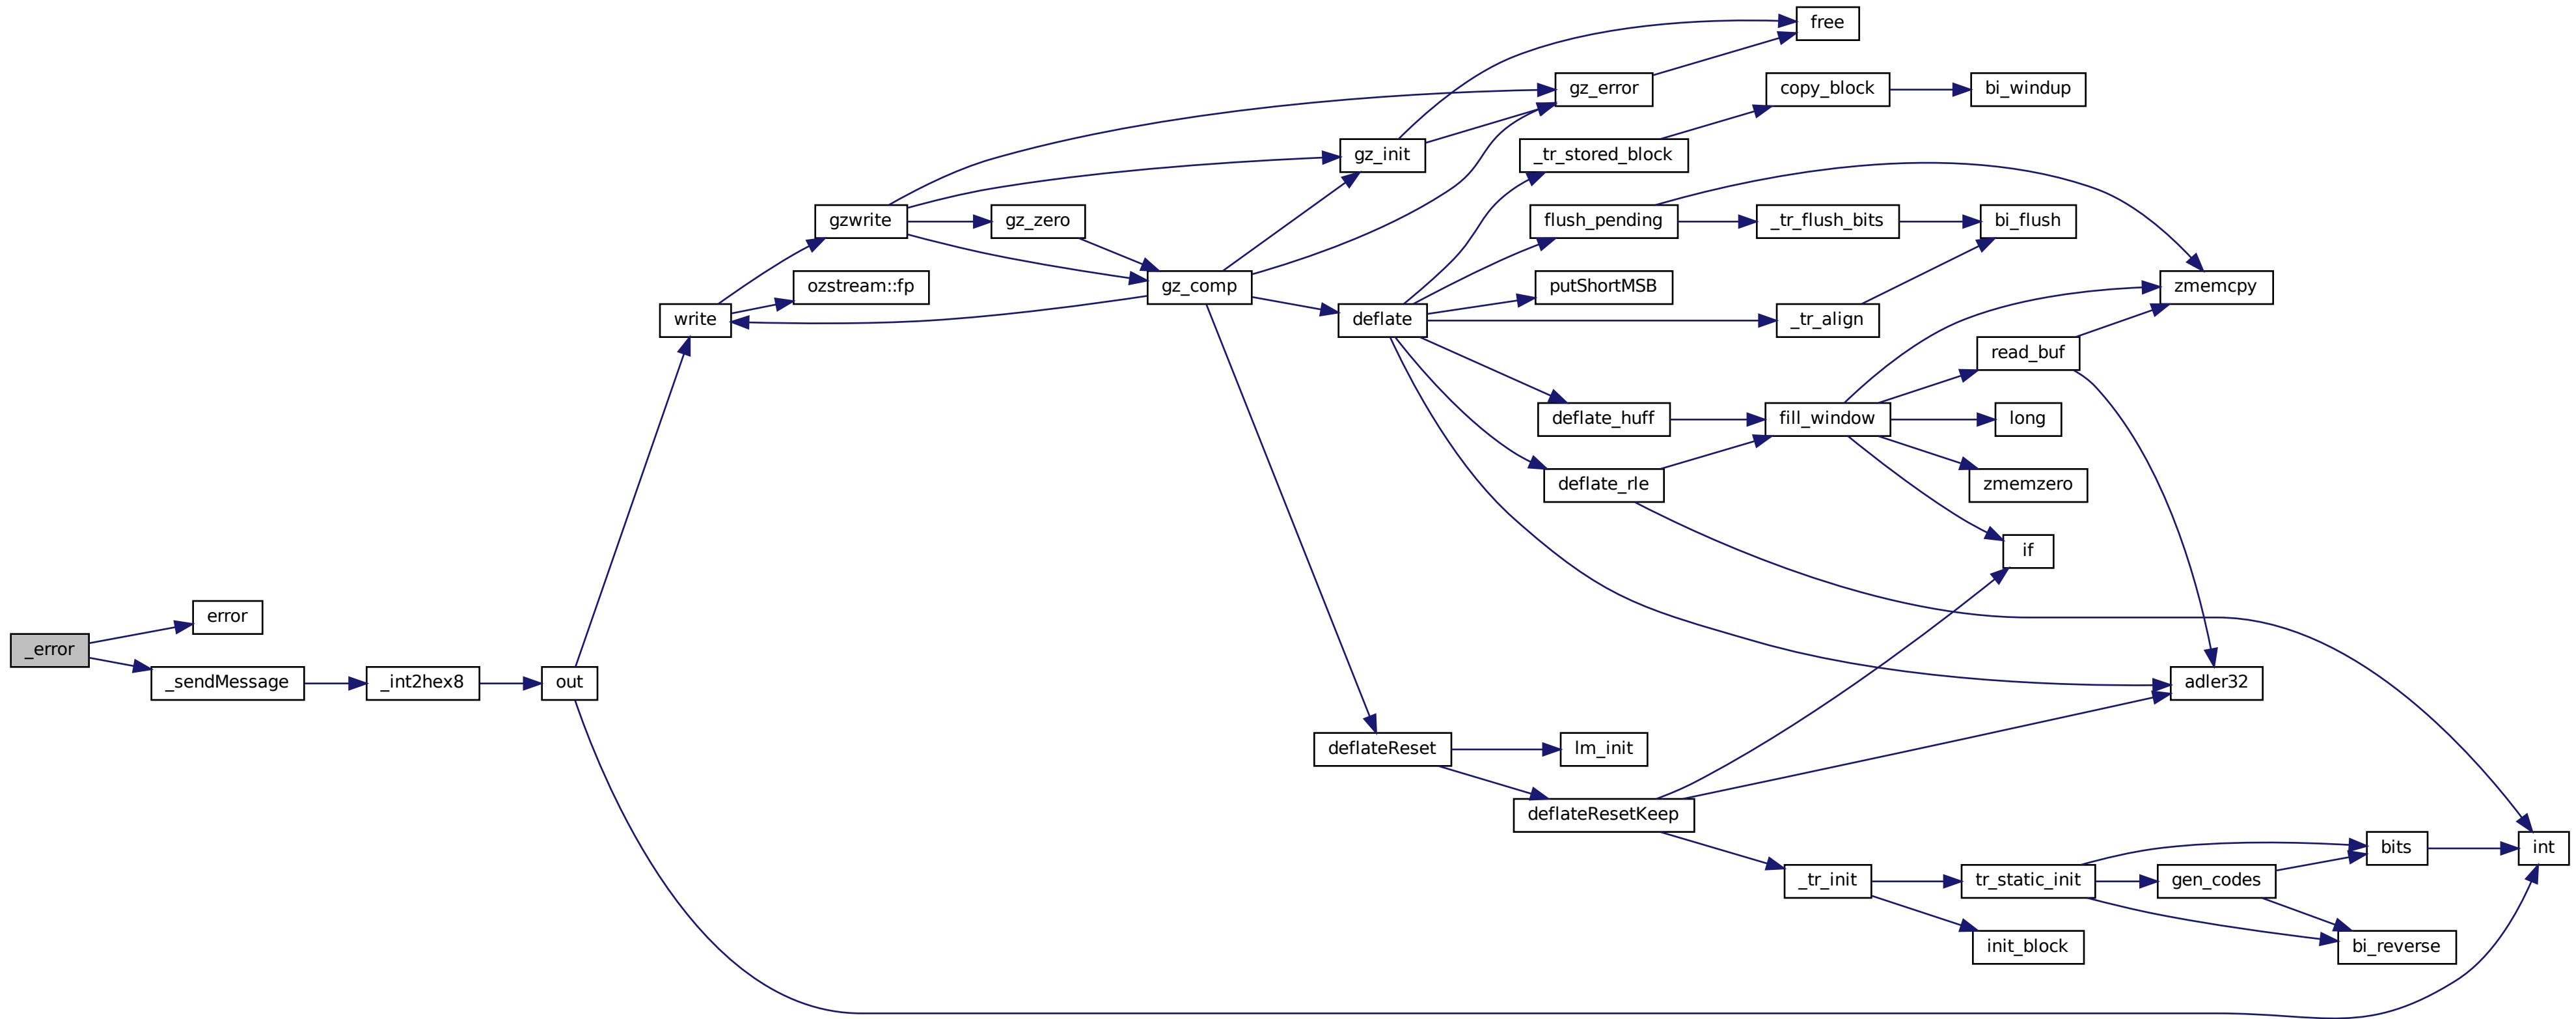 free
gz_error
copy_block
bi_windup
gz_init
_tr_stored_block
gzwrite
gz_zero
flush_pending
_tr_flush_bits
bi_flush
ozstream::fp
gz_comp
putShortMSB
zmemcpy
write
deflate
_tr_align
read_buf
deflate_huff
fill_window
long
deflate_rle
zmemzero
if
error
_error
_sendMessage
_int2hex8
out
adler32
deflateReset
lm_init
deflateResetKeep
bits
int
_tr_init
tr_static_init
gen_codes
init_block
bi_reverse